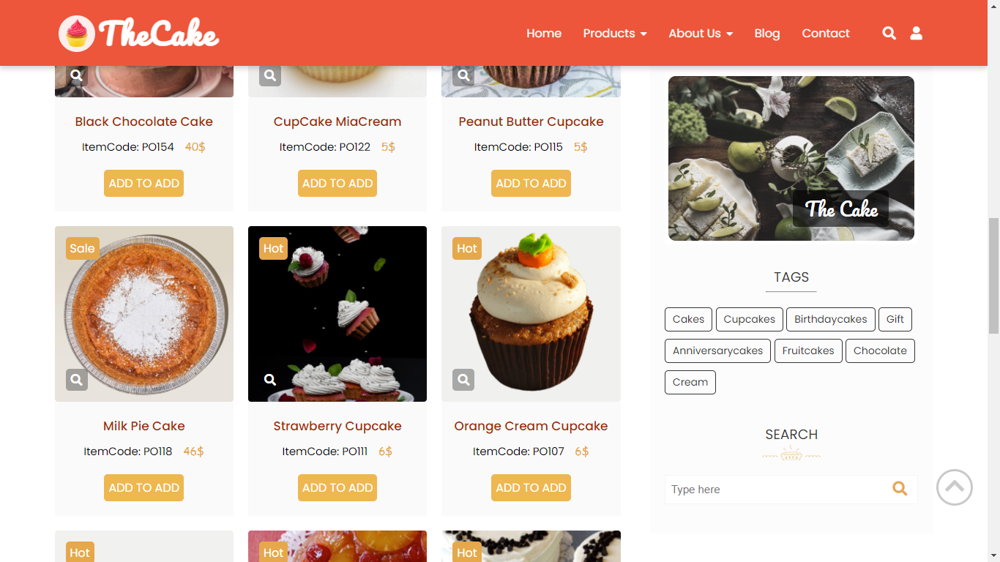 TheCake
Home Products About Us Blog Contact
Black Chocolate Cake
ItemCode: PO154 40$
ADD TO ADD
CupCake MiaCream
ItemCode: PO122 5$
ADD TO ADD
Peanut Butter Cupcake
ItemCode: PO115 5$
ADD TO ADD
Sale
Milk Pie Cake
ItemCode: PO118 46$
ADD TO ADD
Hot
Strawberry Cupcake
ItemCode: PO111 6$
ADD TO ADD
Hot
Orange Cream Cupcake
ItemCode: PO107 6$
ADD TO ADD
Hot
Hot
Hot
The Cake
TAGS
Cakes Cupcakes Birthdaycakes Gift
Anniversarycakes Fruitcakes Chocolate
Cream
SEARCH
Type here